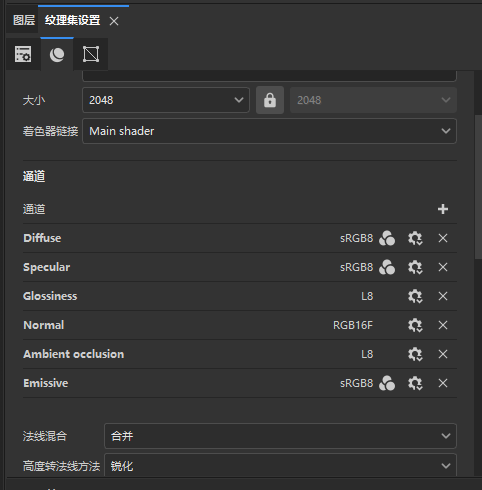 图层 纹理集设置
大小 2048 2048
着色器链接 Main shader
通道
通道
Diffuse sRGB8
Specular sRGB8
Glossiness L8
Normal RGB16F
Ambient occlusion L8
Emissive sRGB8
法线混合 合并
高度转法线方法 锐化